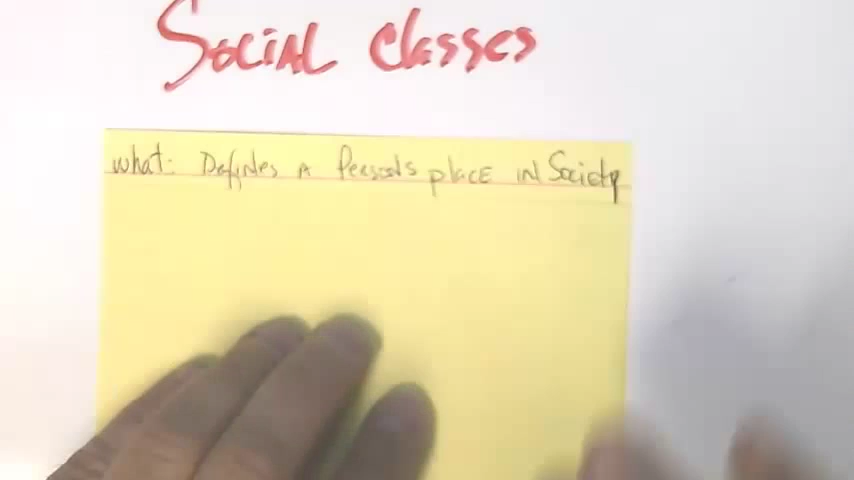 Social Classes
what: Defines A Person's place IN Society